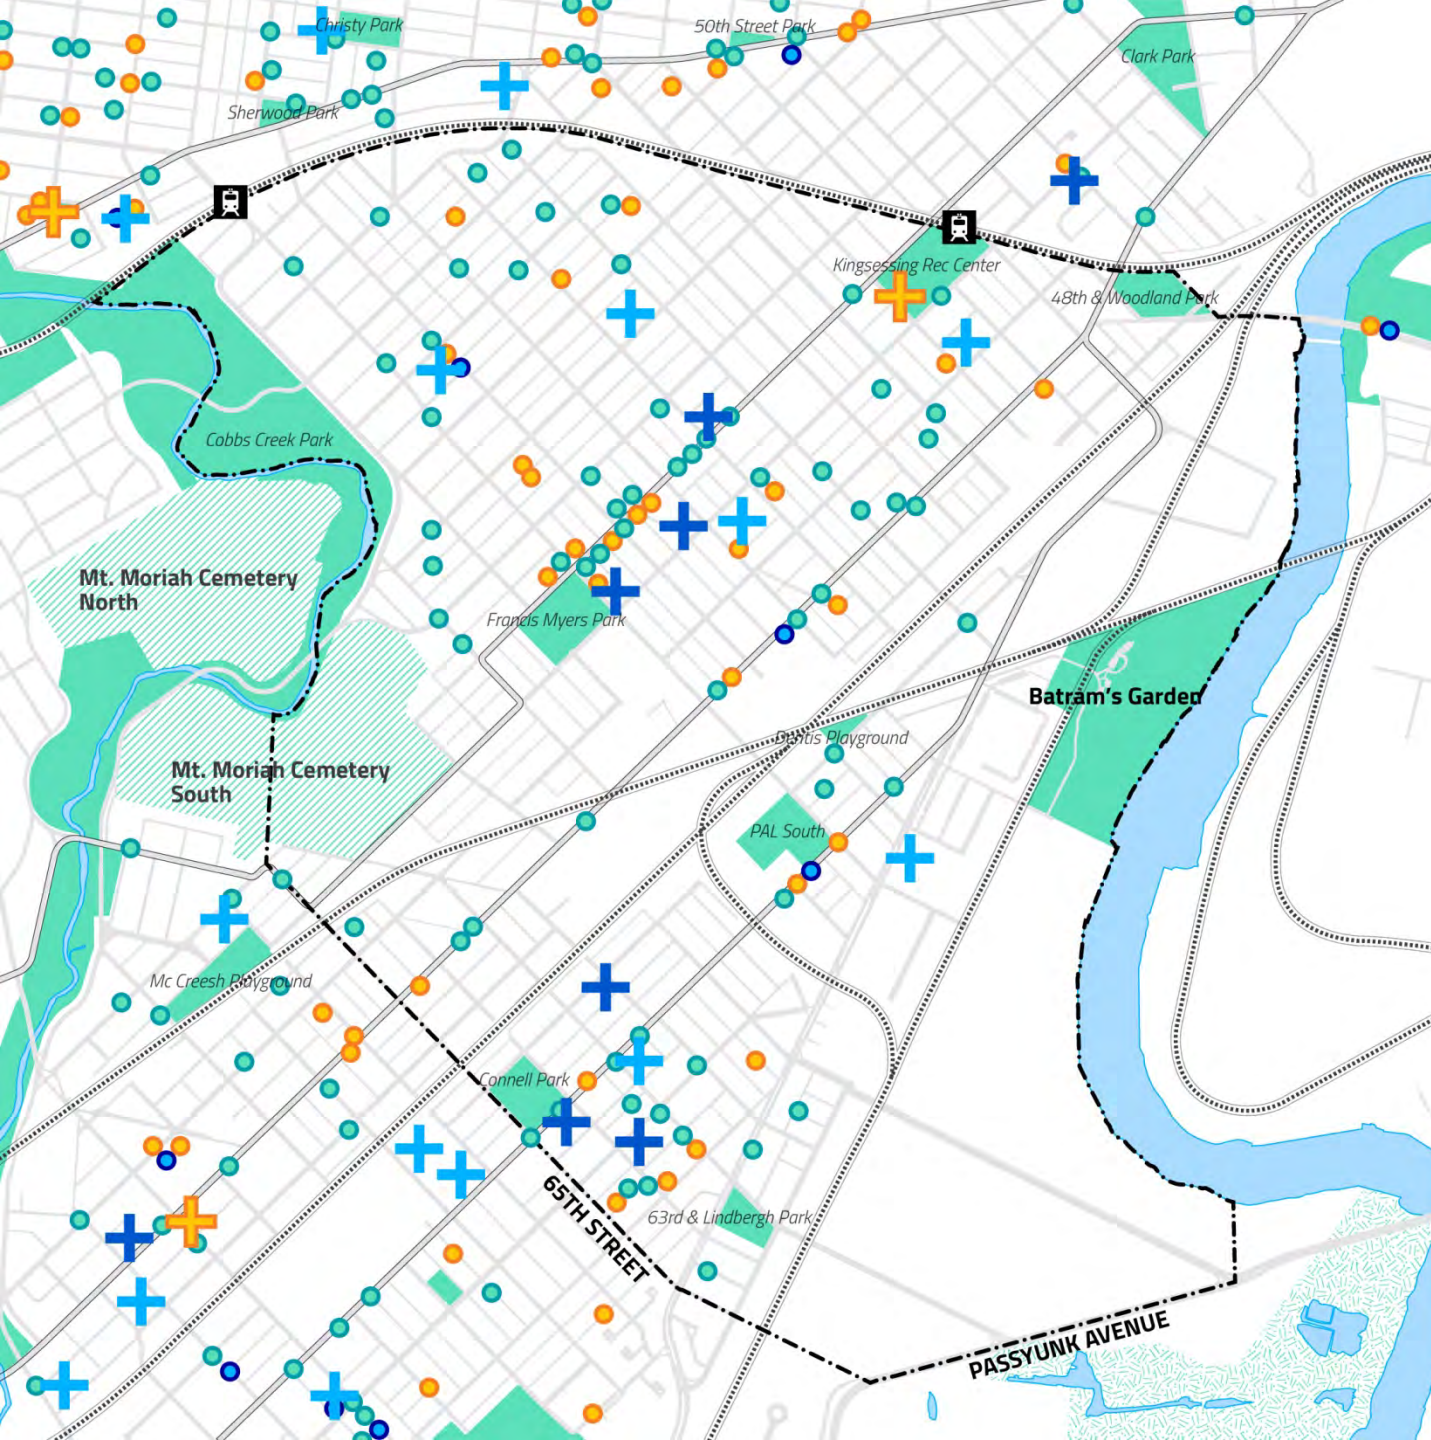 Christy Park
50th Street Park
Clark Park
Sherwood Park
Kingsessing Rec Center
48th & Woodland Park
Cobbs Creek Park
Mt. Moriah Cemetery
North
Francis Myers Park
Batram's Garden
Dentis Playground
Mt. Moriah Cemetery
South
PAL South
Mc Creesh Playground
Connell Park
65TH STREET
63rd & Lindbergh Park
PASSYUNK AVENUE